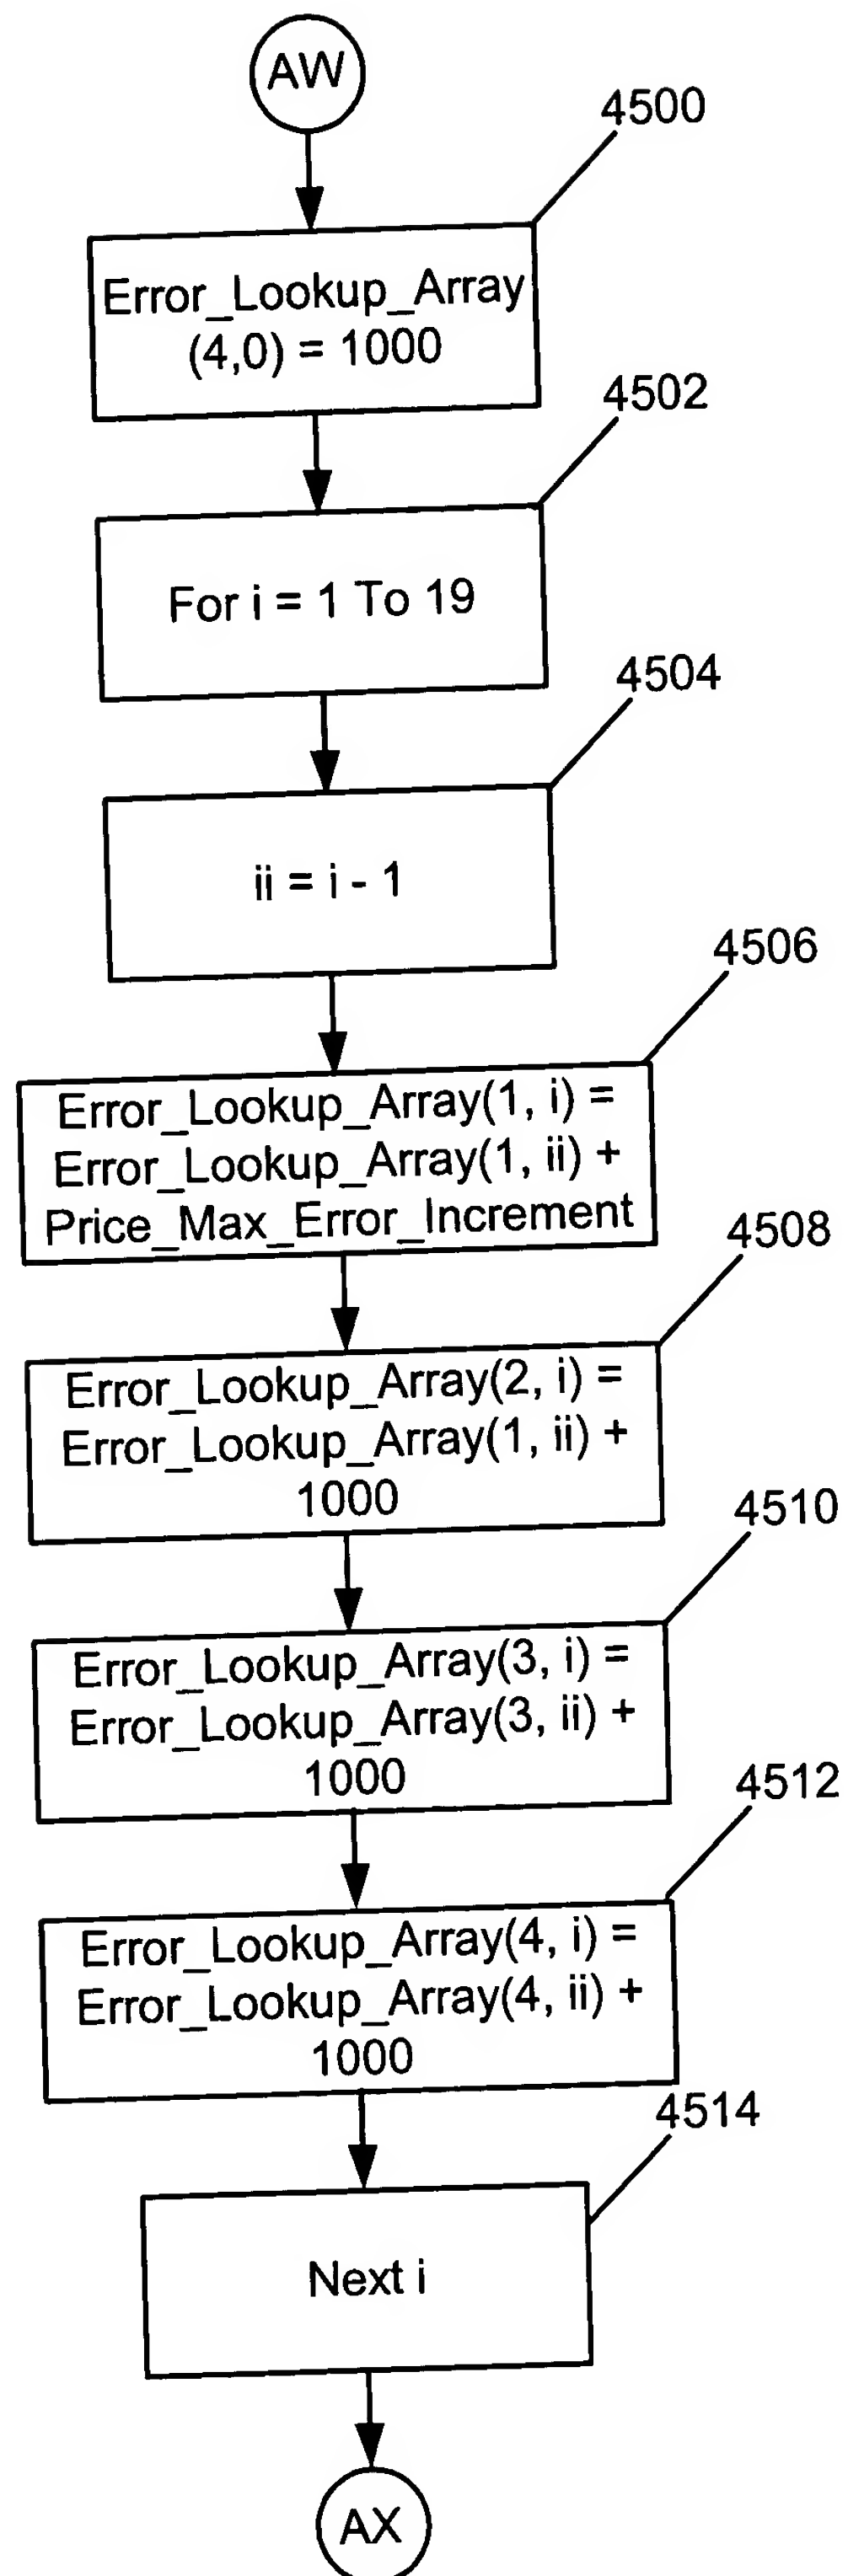 AW
4500
Error_Lookup_Array
(4,0) = 1000
4502
For i = 1 To 19
4504
ii = i - 1
4506
Error_Lookup_Array(1, i) =
Error_Lookup_Array(1, ii) +
Price_Max_Error_Increment
4508
Error_Lookup_Array(2, i) =
Error_Lookup_Array(1, ii) +
1000
4510
Error_Lookup_Array(3, i) =
Error_Lookup_Array(3, ii) +
1000
4512
Error_Lookup_Array(4, i) =
Error_Lookup_Array(4, ii) +
1000
4514
Next i
AX